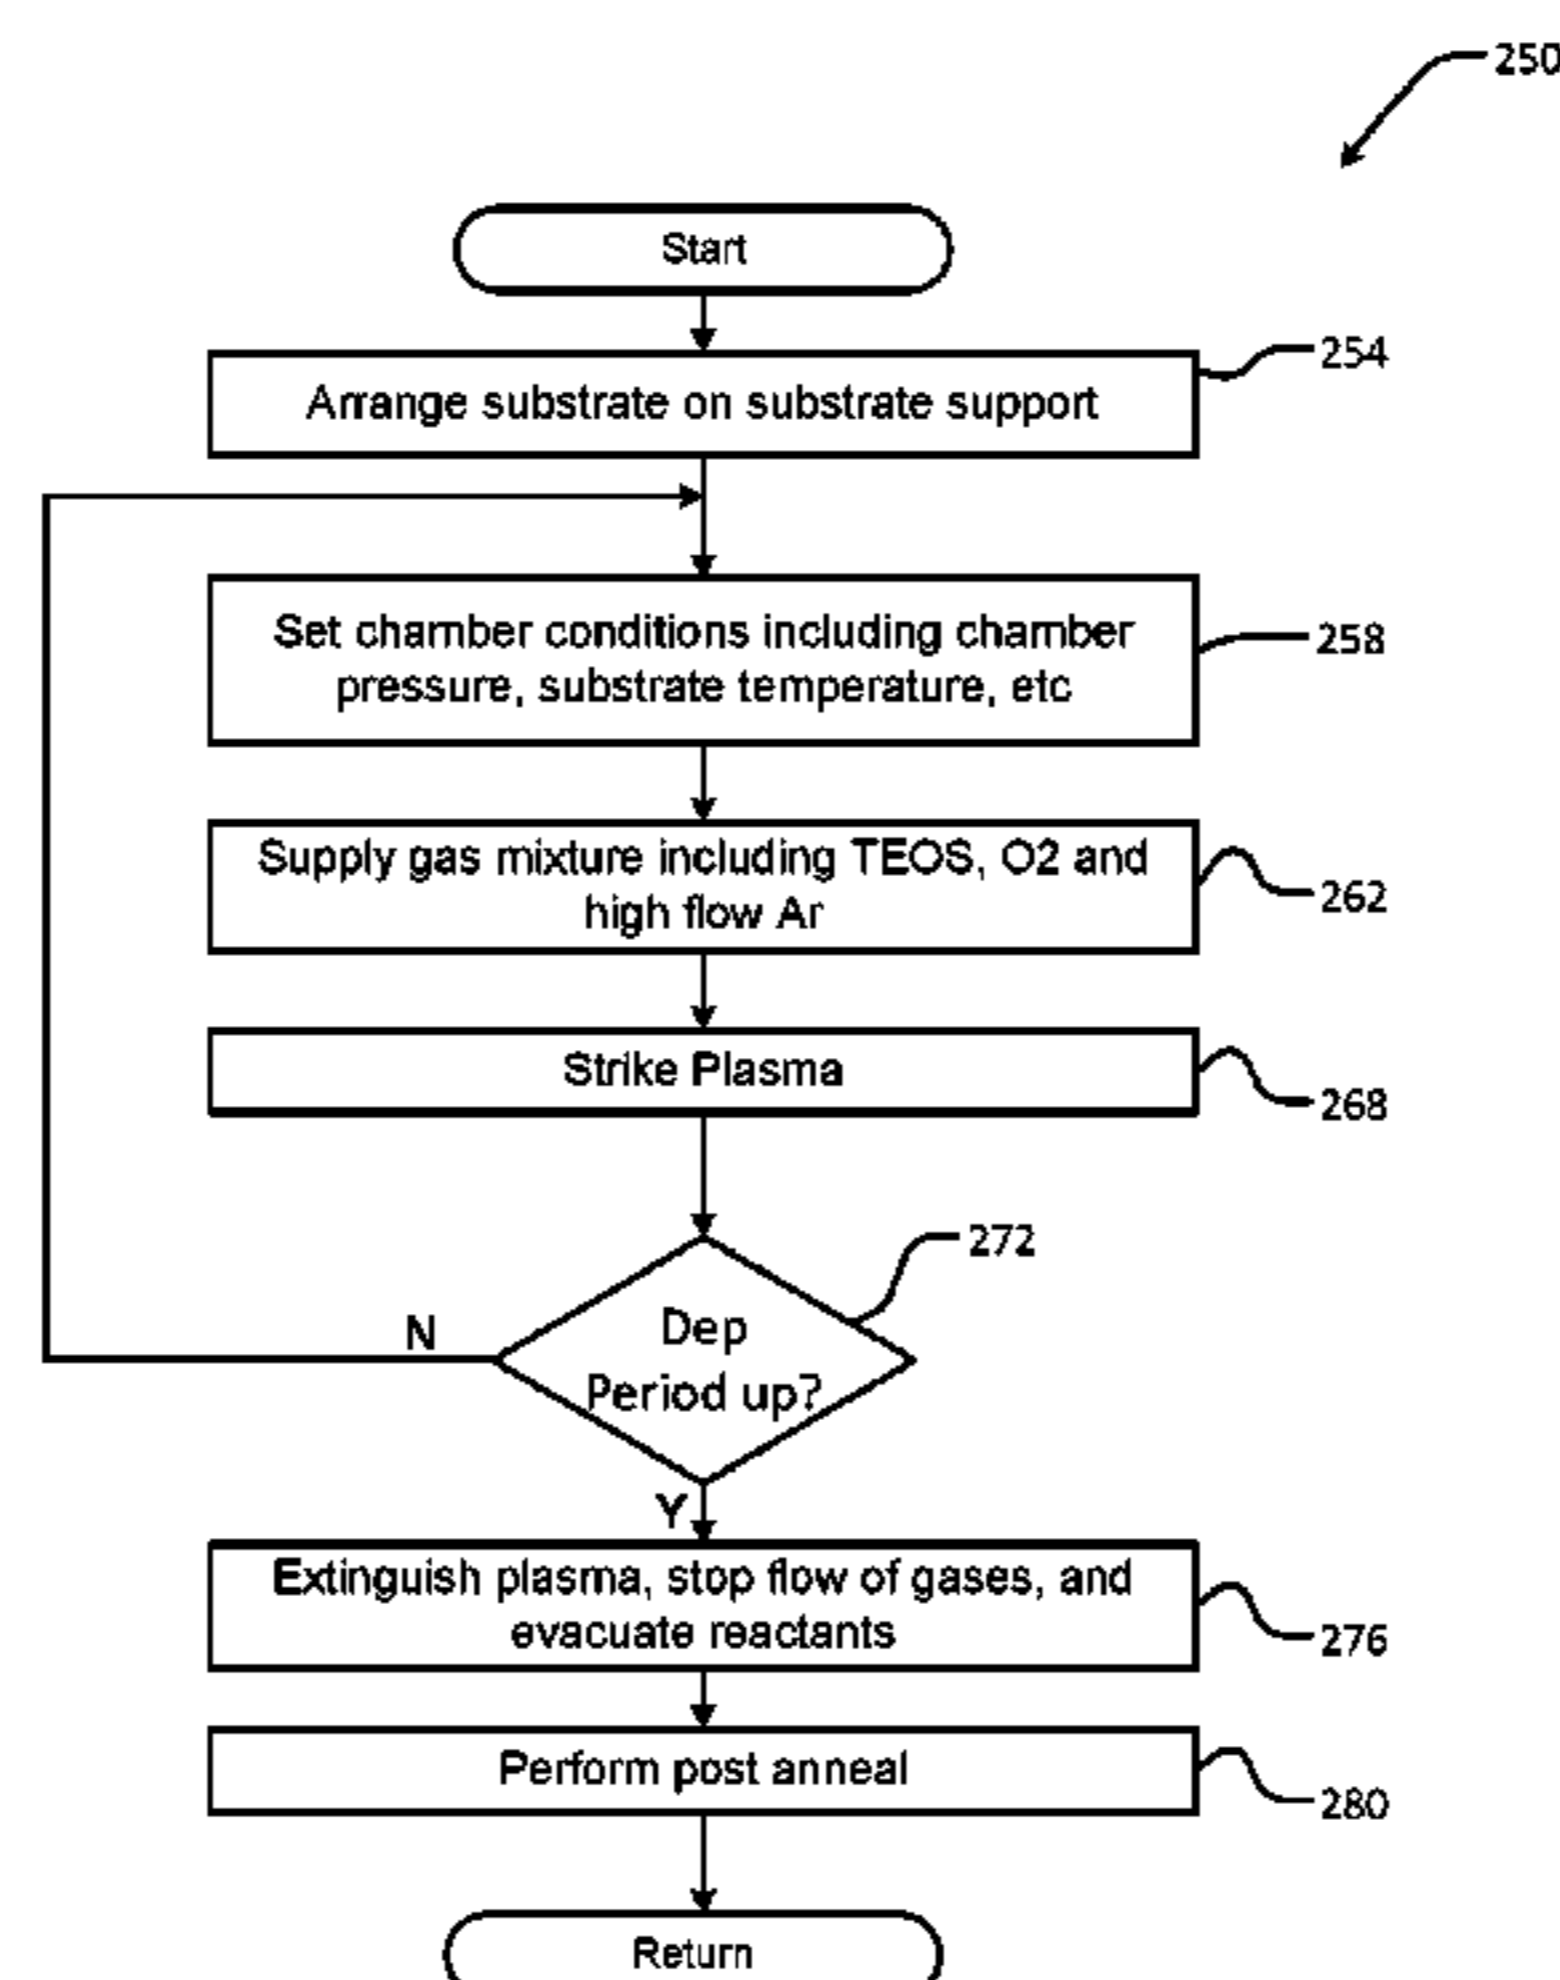 250
Start
254
Arrange substrate on substrate support
Set chamber conditions including chamber
pressure, substrate temperature, etc
258
Supply gas mixture including TEOS, O2 and
high flow Ar
262
Strike Plasma
268
272
N
Dep
Period up?
Y
Extinguish plasma, stop flow of gases, and
evacuate reactants
276
Perform post anneal
280
Return